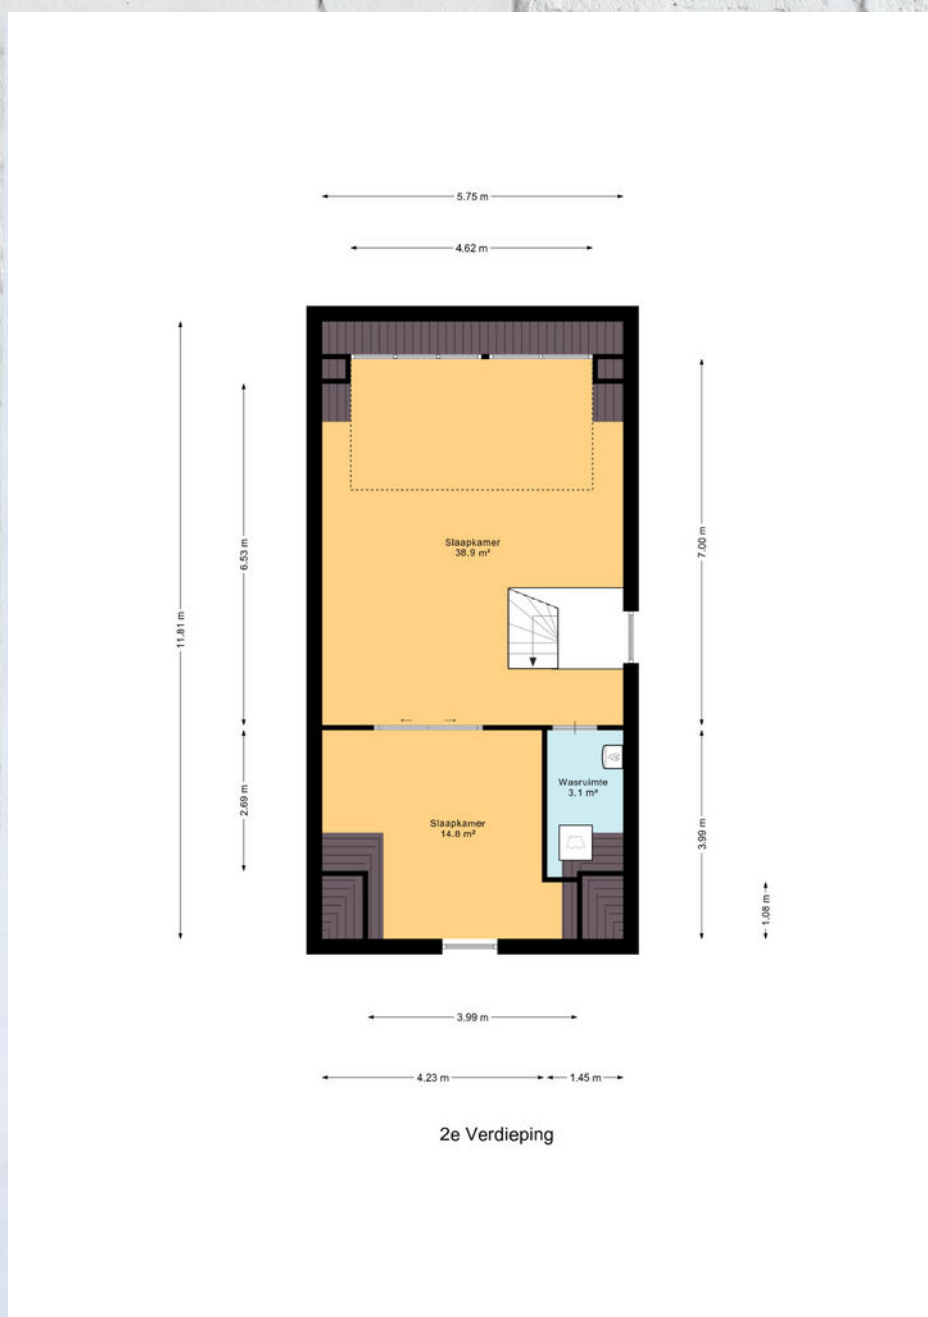 5.75 m
4.62 m
11.81 m
6.53 m
7.00 m
Slaapkamer
38.9 m²
2.69 m
3.99 m
Wasruimte
3.1 m²
Slaapkamer
14.8 m²
1.08 m
3.99 m
4.23 m
1.45 m
2e Verdieping